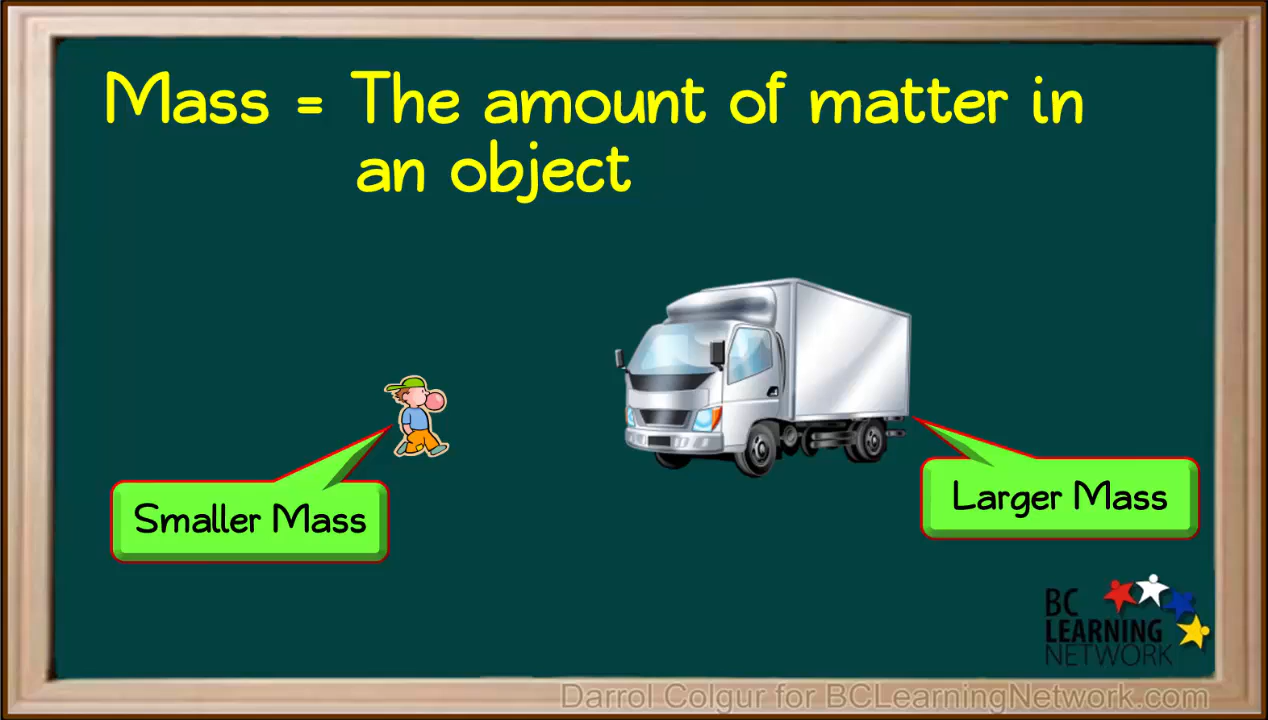 Mass = The amount of matter in
an object
Smaller Mass
Larger Mass
BC
LEARNING
NETWORK
Darrol Colgur for BCLearningNetwork.com